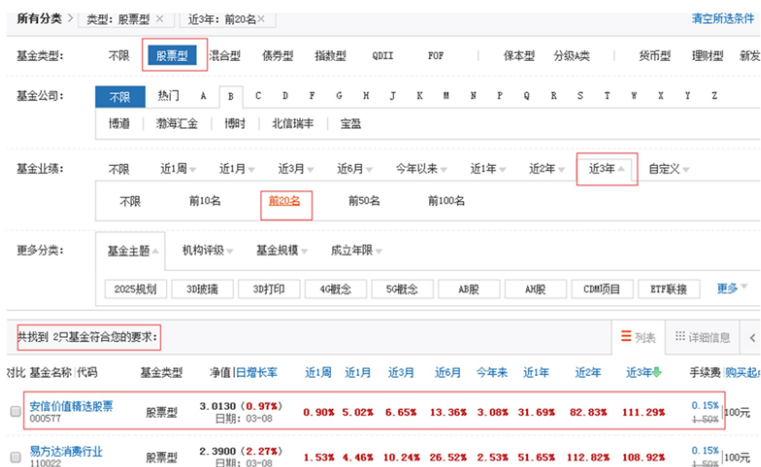 所有分类 > 类型: 股票型 × 近3年: 前20名× 清空所选条件
基金类型: 不限 股票型 混合型 债券型 指数型 QDII FOF 保本型 分级A类 货币型 理财型 新发
基金公司: 不限 热门 A B C D F G H J K M N P Q R S T W X Y Z
博道 渤海汇金 博时 北信瑞丰 宝盈
基金业绩: 不限 近1周 近1月 近3月 近6月 今年以来 近1年 近2年 近3年 自定义
不限 前10名 前20名 前50名 前100名
更多分类: 基金主题 机构评级 基金规模 成立年限
2025规划 3D玻璃 3D打印 4G概念 5G概念 AB股 AH股 CDM项目 ETF联接 更多
共找到 2只基金符合您的要求: 列表 详细信息 <
对比 基金名称|代码 基金类型 净值|日增长率 近1周 近1月 近3月 近6月 今年来 近1年 近2年 近3年 手续费 购买起点
安信价值精选股票 股票型 3.0130 (0.97%) 0.90% 5.02% 6.65% 13.36% 3.08% 31.69% 82.83% 111.29% 0.15% 100元
000577 日期: 03-08 1.50%
易方达消费行业 股票型 2.3900 (2.27%) 1.53% 4.46% 10.24% 26.52% 2.53% 51.65% 112.82% 108.92% 0.15% 100元
110022 日期: 03-08 1.50%